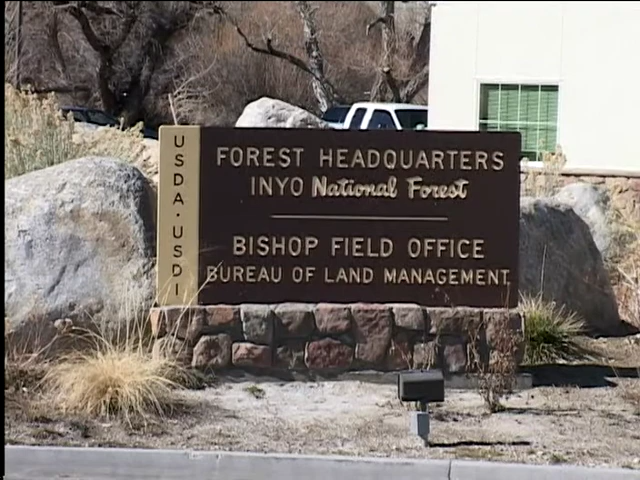 USDA · USDI
FOREST HEADQUARTERS
INYO National Forest
BISHOP FIELD OFFICE
BUREAU OF LAND MANAGEMENT